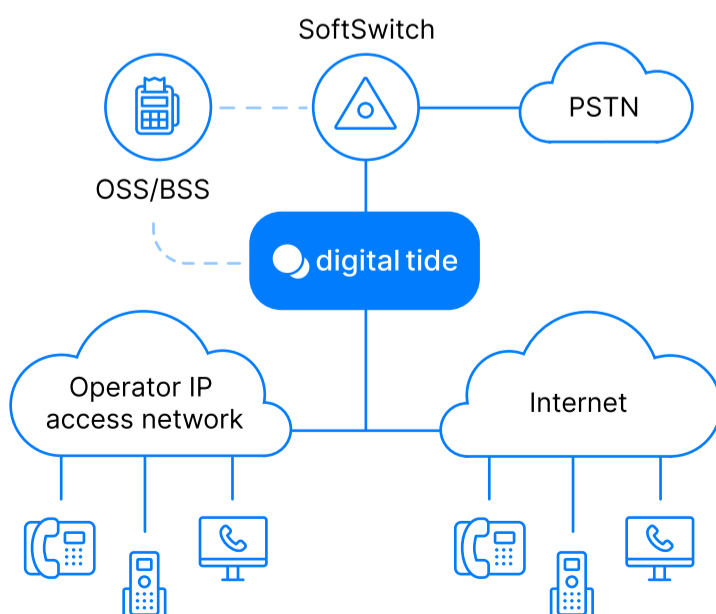 SoftSwitch
PSTN
OSS/BSS
digital tide
Operator IP
access network
Internet